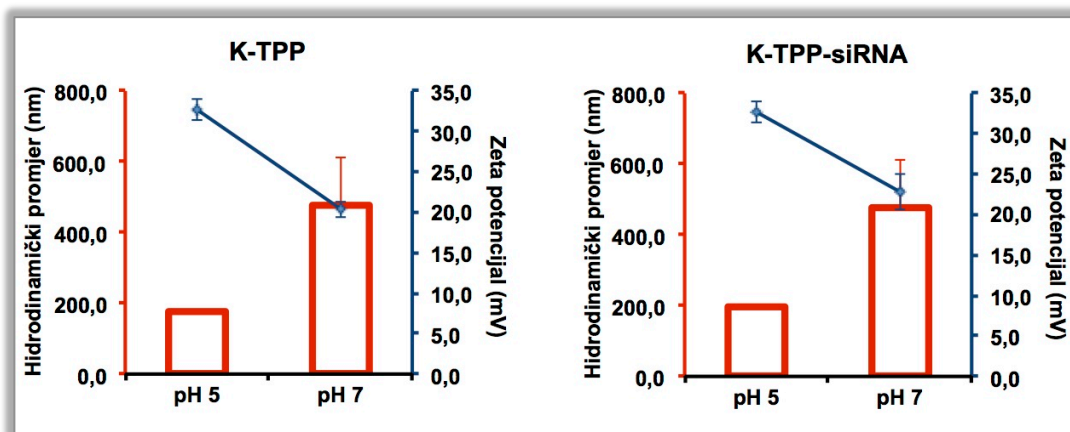 K-TPP
Hidrodinamički promjer (nm)
800,0
600,0
400,0
200,0
0,0
35,0
30,0
25,0
20,0
15,0
10,0
5,0
0,0
Zeta potencijal (mV)
pH 5
pH 7
K-TPP-siRNA
Hidrodinamički promjer (nm)
800,0
600,0
400,0
200,0
0,0
35,0
30,0
25,0
20,0
15,0
10,0
5,0
0,0
Zeta potencijal (mV)
pH 5
pH 7